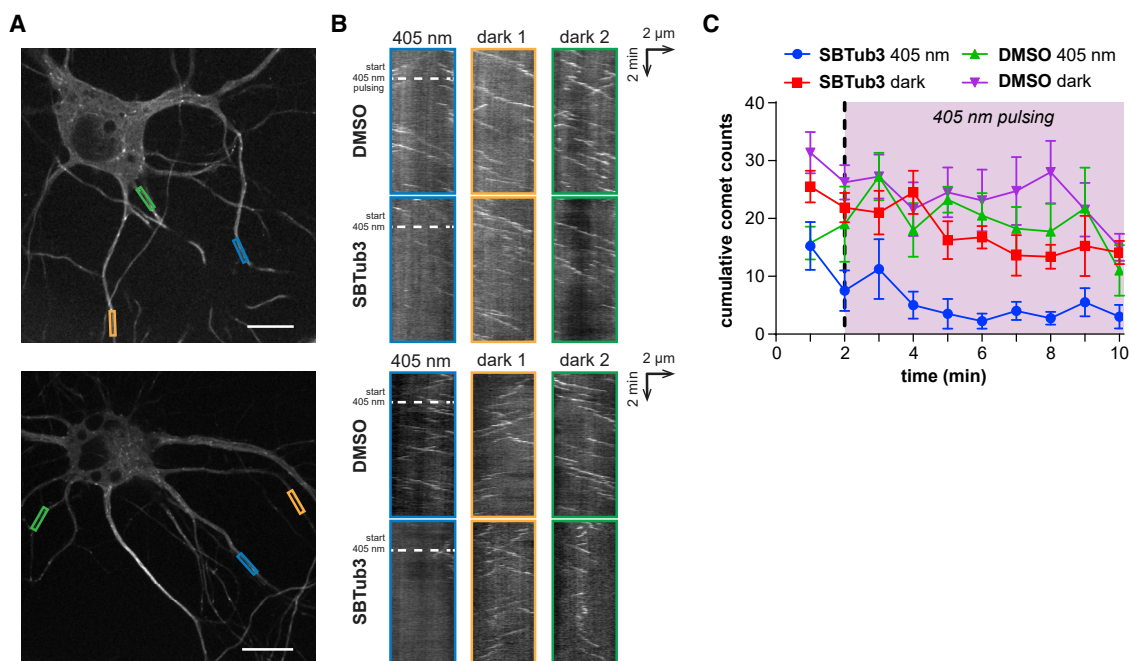 A
B
405 nm dark 1 dark 2
2 µm
2 min
start
405 nm
pulsing
DMSO
start
405 nm
SBTub3
405 nm dark 1 dark 2
2 µm
2 min
start
405 nm
DMSO
start
405 nm
SBTub3
C
SBTub3 405 nm DMSO 405 nm
SBTub3 dark DMSO dark
405 nm pulsing
40
30
20
10
0
cumulative comet counts
0 2 4 6 8 10
time (min)